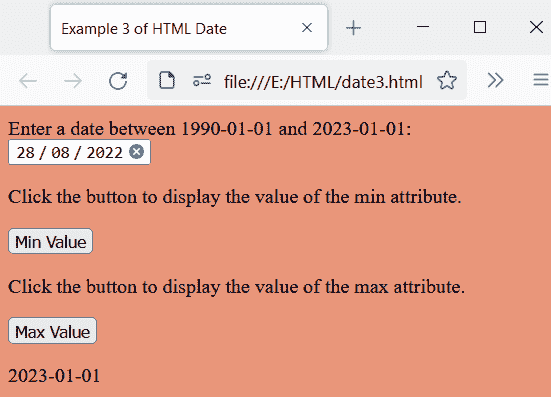 Example 3 of HTML Date
file:///E:/HTML/date3.html
Enter a date between 1990-01-01 and 2023-01-01:
28 / 08 / 2022
Click the button to display the value of the min attribute.
Min Value
Click the button to display the value of the max attribute.
Max Value
2023-01-01